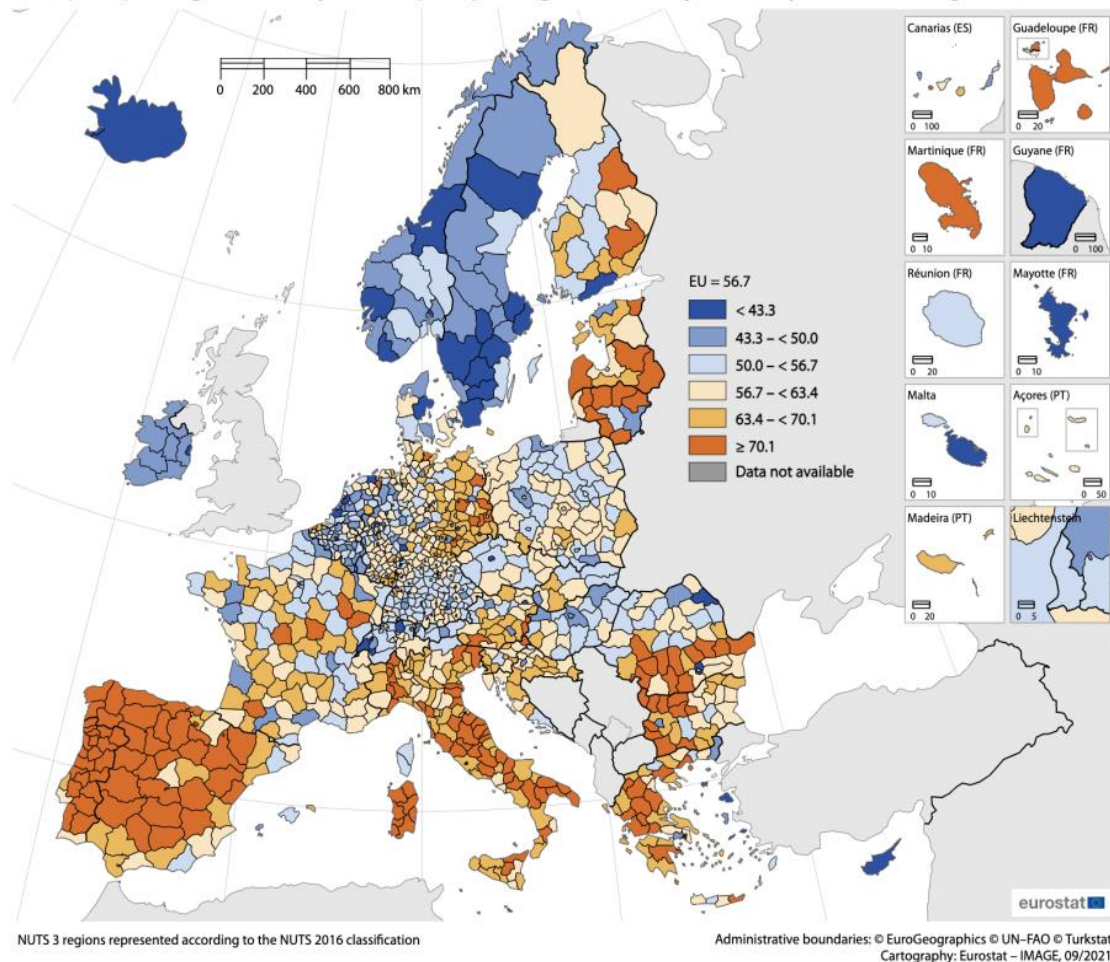 0 200 400 600 800 km
EU = 56.7
< 43.3
43.3 – < 50.0
50.0 – < 56.7
56.7 – < 63.4
63.4 – < 70.1
≥ 70.1
Data not available
Canarias (ES)
0 100
Guadeloupe (FR)
0 20
Martinique (FR)
0 10
Guyane (FR)
0 100
Réunion (FR)
0 20
Mayotte (FR)
0 10
Malta
0 10
Açores (PT)
0 50
Madeira (PT)
0 20
Liechtenstein
0 5
eurostat
NUTS 3 regions represented according to the NUTS 2016 classification
Administrative boundaries: © EuroGeographics © UN–FAO © Turkstat
Cartography: Eurostat – IMAGE, 09/2021